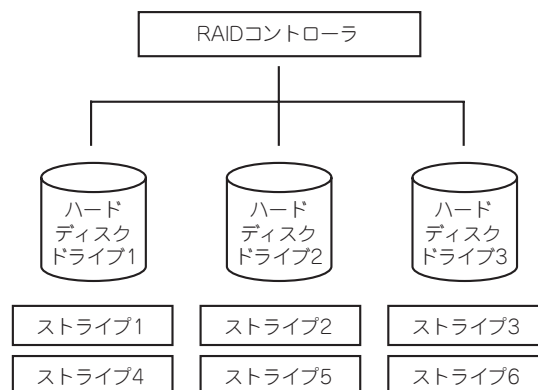 RAIDコントローラ
ハード
ディスク
ドライブ1
ハード
ディスク
ドライブ2
ハード
ディスク
ドライブ3
ストライプ1
ストライプ2
ストライプ3
ストライプ4
ストライプ5
ストライプ6